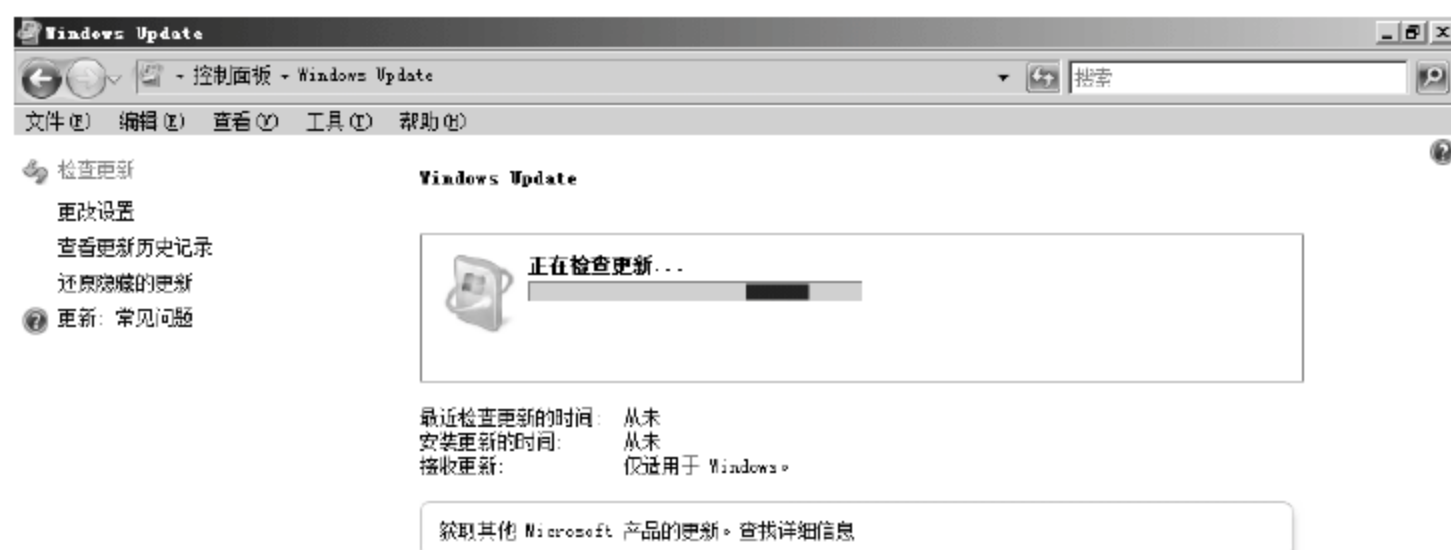 Windows Update
控制面板 Windows Update
搜索
文件(F) 编辑(E) 查看(V) 工具(T) 帮助(H)
检查更新
更改设置
查看更新历史记录
还原隐藏的更新
更新: 常见问题
Windows Update
正在检查更新...
最近检查更新的时间: 从未
安装更新的时间: 从未
接收更新: 仅适用于 Windows。
获取其他 Microsoft 产品的更新。查找详细信息